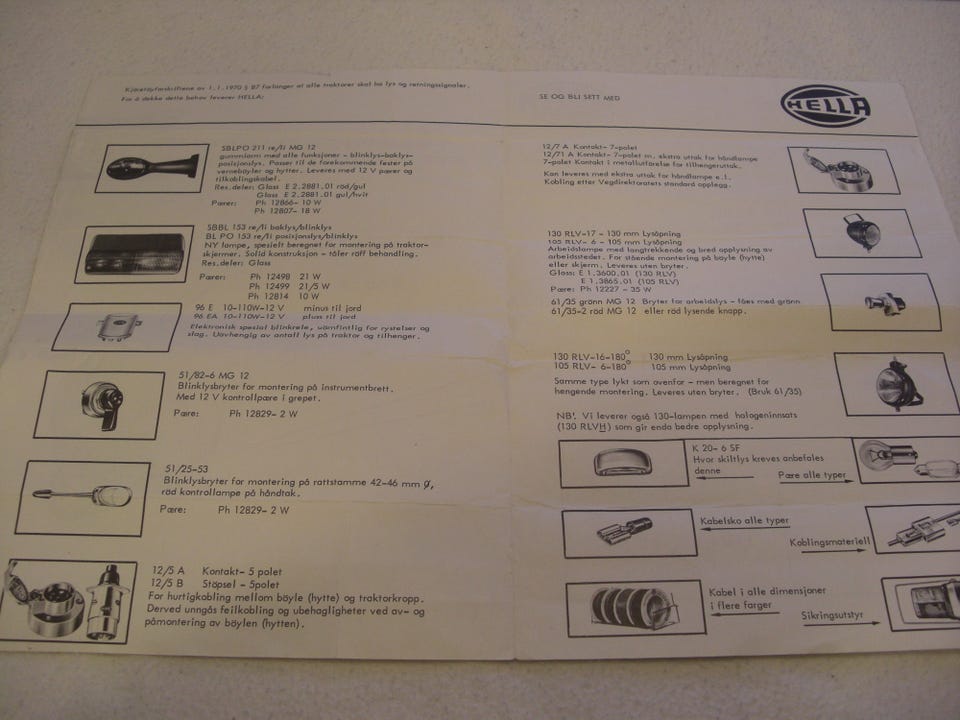 Kjøretøyforskriftene av 1.1.1970 § 87 forlanger at alle traktorer skal ha lys og retningssignaler.
For å dekke dette behov leverer HELLA:
SBLPO 211 re/li MG 12
gummiarm med alle funksjoner - blinklys-baklys-
posisjonslys. Passer til de forekommende fester på
vernebøyler og hytter. Leveres med 12 V pærer og
tilkoblingskabel.
Res.deler: Glass E 2.2881.01 röd/gul
Glass E 2.2881.01 gul/hvit
Pærer: Ph 12866- 10 W
Ph 12807- 18 W
SBBL 153 re/li baklys/blinklys
BL PO 153 re/li posisjonslys/blinklys
NY lampe, spesielt beregnet for montering på traktor-
skjermer. Solid konstruksjon - tåler röff behandling.
Res.deler: Glass
Pærer: Ph 12498 21 W
Ph 12499 21/5 W
Ph 12814 10 W
96 E 10-110W-12 V minus til jord
96 EA 10-110W-12 V plus til jord
Elektronisk spesial blinkrele, uömfintlig for rystelser og
slag. Uavhengig av antall lys på traktor og tilhenger.
51/82-6 MG 12
Blinklysbryter for montering på instrumentbrett.
Med 12 V kontrollpære i grepet.
Pære: Ph 12829- 2 W
51/25-53
Blinklysbryter for montering på rattstamme 42-46 mm Ø,
röd kontrollampe på håndtak.
Pære: Ph 12829- 2 W
12/5 A Kontakt- 5 polet
12/5 B Stöpsel - 5polet
For hurtigkobling mellom böyle (hytte) og traktorkropp.
Derved unngås feilkobling og ubehagligheter ved av- og
påmontering av böylen (hytten).
SE OG BLI SETT MED
HELLA
12/7 A Kontakt- 7-polet
12/71 A Kontakt- 7-polet m. ekstra uttak for håndlampe
7-polet Kontakt i metallutførelse for tilhengeruttak.
Kan leveres med ekstra uttak for håndlampe e.l.
Kobling etter Vegdirektoratets standard opplegg.
130 RLV-17 - 130 mm Lysåpning
105 RLV- 6 - 105 mm Lysåpning
Arbeidslampe med langtrekkende og bred opplysning av
arbeidsstedet. For stående montering på bøyle (hytte)
eller skjerm. Leveres uten bryter.
Glass: E 1.3600.01 (130 RLV)
E 1.3865.01 (105 RLV)
Pære: Ph 12227 - 35 W
61/35 grönn MG 12 Bryter for arbeidslys - fåes med grönn
61/35-2 röd MG 12 eller röd lysende knapp.
130 RLV-16-180° 130 mm Lysåpning
105 RLV- 6-180° 105 mm Lysåpning
Samme type lykt som ovenfor - men beregnet for
hengende montering. Leveres uten bryter. (Bruk 61/35)
NB'. Vi leverer også 130-lampen med halogeninnsats
(130 RLVH) som gir enda bedre opplysning.
K 20- 6 SF
Hvor skiltlys kreves anbefales
denne
Pære alle typer
Kabelsko alle typer
Koblingsmateriell
Kabel i alle dimensjoner
i flere farger
Sikringsutstyr